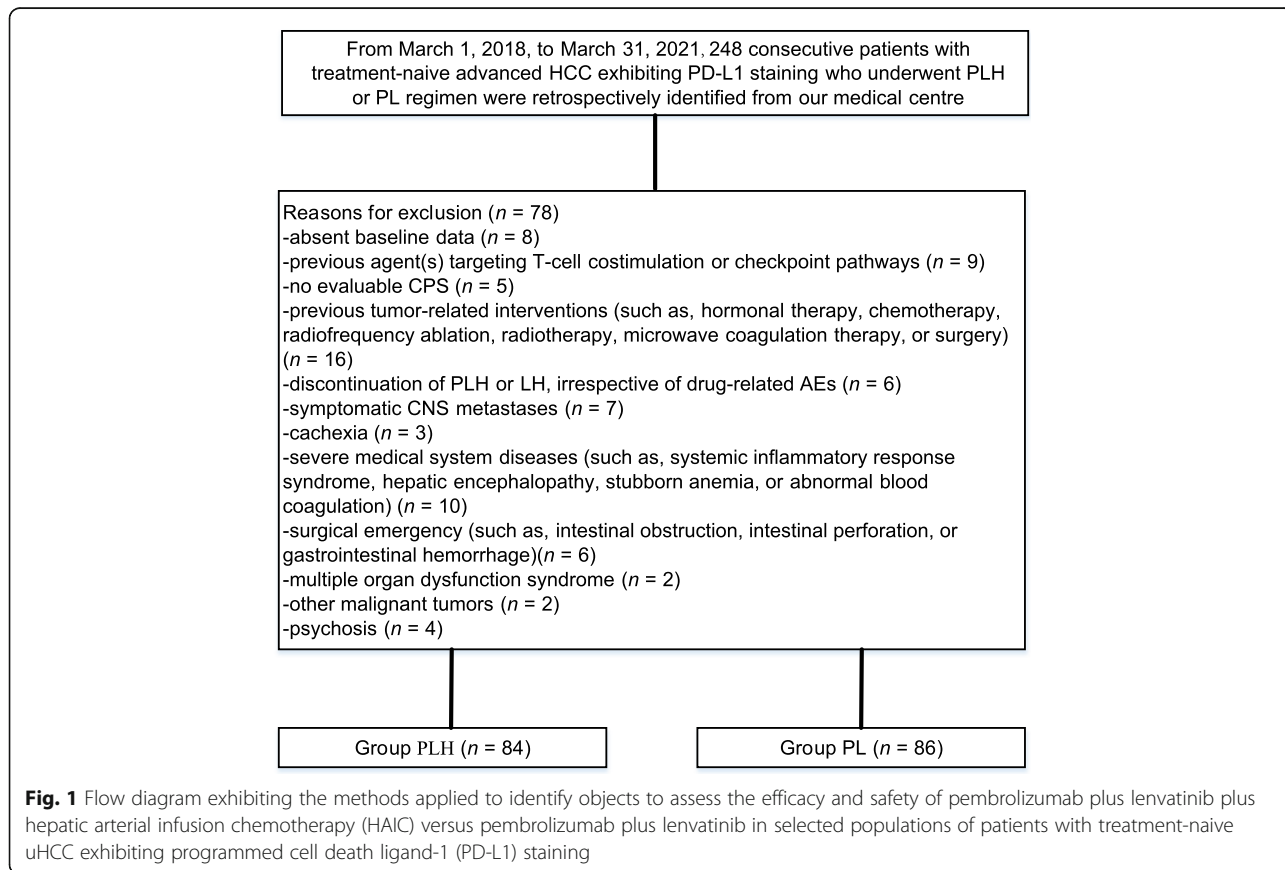 From March 1, 2018, to March 31, 2021, 248 consecutive patients with
treatment-naive advanced HCC exhibiting PD-L1 staining who underwent PLH
or PL regimen were retrospectively identified from our medical centre
Reasons for exclusion (n = 78)
-absent baseline data (n = 8)
-previous agent(s) targeting T-cell costimulation or checkpoint pathways (n = 9)
-no evaluable CPS (n = 5)
-previous tumor-related interventions (such as, hormonal therapy, chemotherapy,
radiofrequency ablation, radiotherapy, microwave coagulation therapy, or surgery)
(n = 16)
-discontinuation of PLH or LH, irrespective of drug-related AEs (n = 6)
-symptomatic CNS metastases (n = 7)
-cachexia (n = 3)
-severe medical system diseases (such as, systemic inflammatory response
syndrome, hepatic encephalopathy, stubborn anemia, or abnormal blood
coagulation) (n = 10)
-surgical emergency (such as, intestinal obstruction, intestinal perforation, or
gastrointestinal hemorrhage)(n = 6)
-multiple organ dysfunction syndrome (n = 2)
-other malignant tumors (n = 2)
-psychosis (n = 4)
Group PLH (n = 84)
Group PL (n = 86)
Fig. 1 Flow diagram exhibiting the methods applied to identify objects to assess the efficacy and safety of pembrolizumab plus lenvatinib plus
hepatic arterial infusion chemotherapy (HAIC) versus pembrolizumab plus lenvatinib in selected populations of patients with treatment-naive
uHCC exhibiting programmed cell death ligand-1 (PD-L1) staining